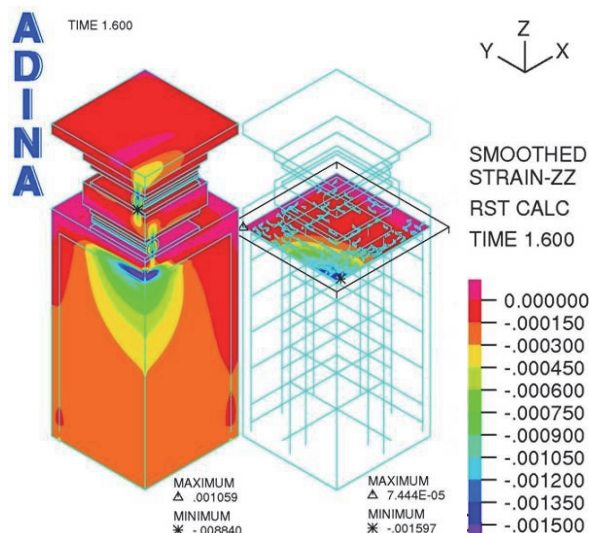 ADINA
TIME 1.600
Z
Y X
SMOOTHED
STRAIN-ZZ
RST CALC
TIME 1.600
0.000000
-.000150
-.000300
-.000450
-.000600
-.000750
-.000900
-.001050
-.001200
-.001350
-.001500
MAXIMUM
△ .001059
MINIMUM
✳ -.008840
MAXIMUM
△ 7.444E-05
MINIMUM
✳ -.001597